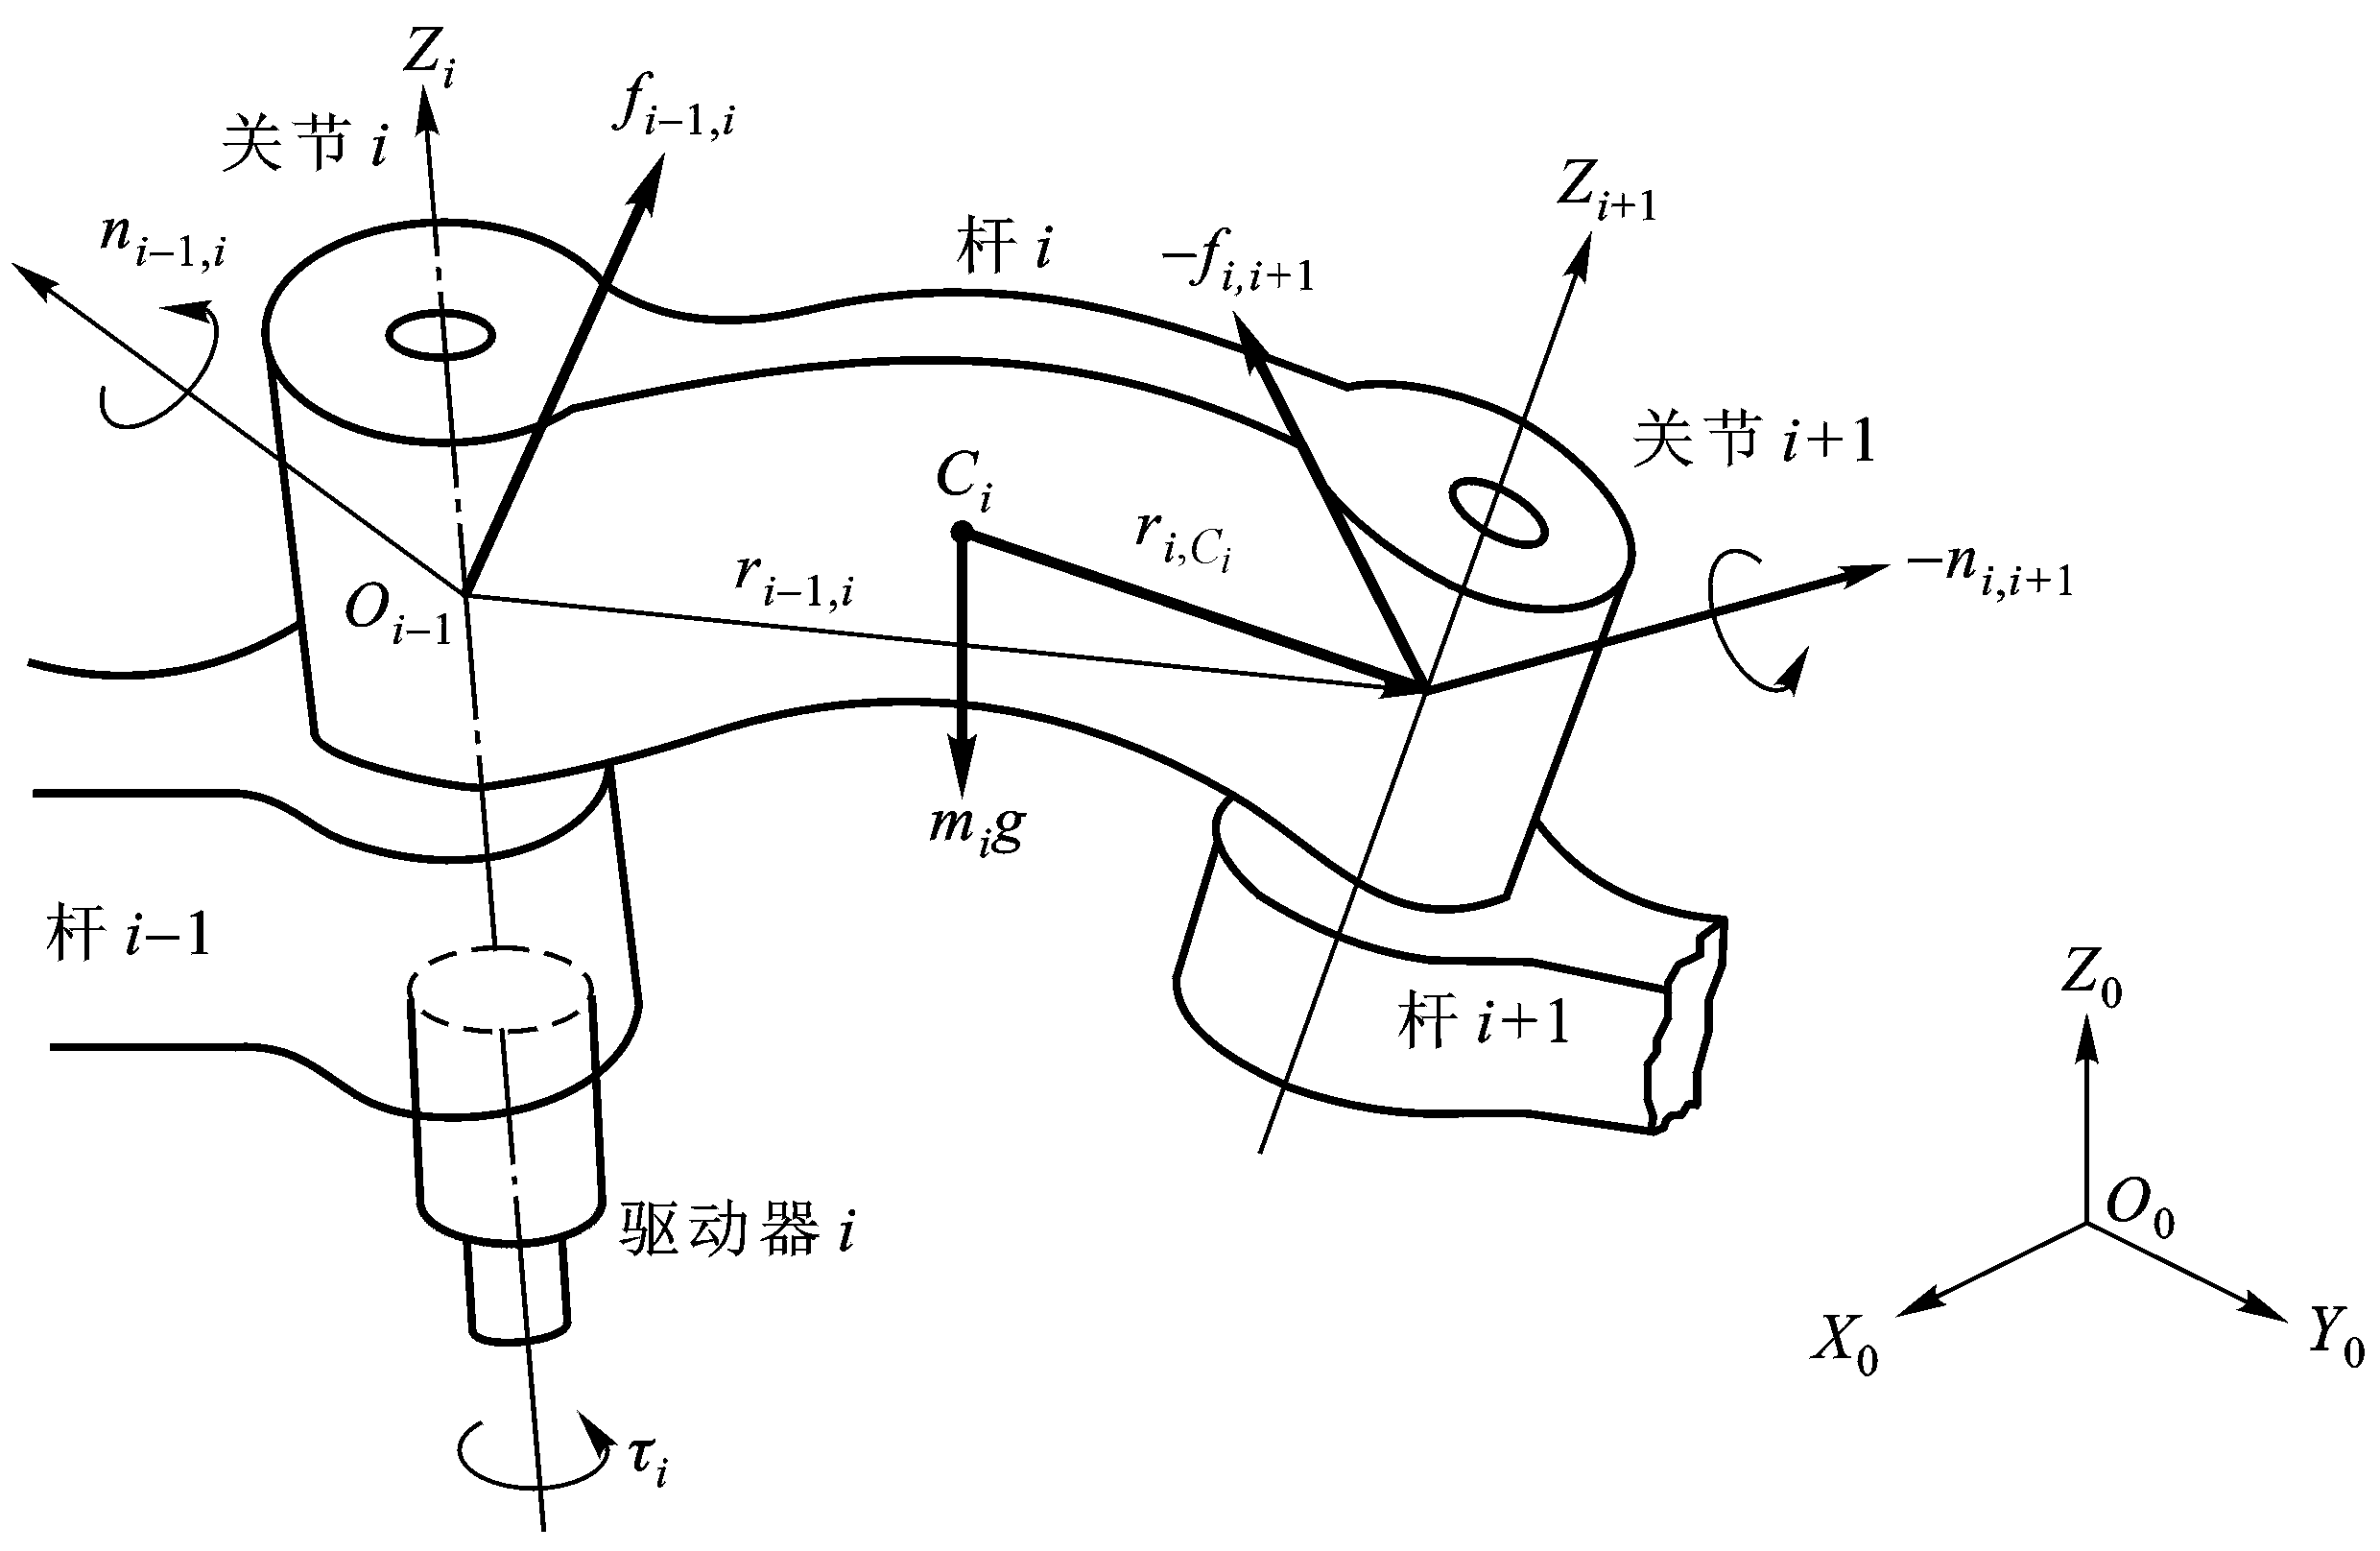 Z_i
关节 i
f_{i-1,i}
n_{i-1,i}
杆 i
-f_{i,i+1}
Z_{i+1}
关节 i+1
C_i
r_{i,C_i}
r_{i-1,i}
O_{i-1}
-n_{i,i+1}
m_i g
杆 i-1
杆 i+1
驱动器 i
τ_i
Z_0
O_0
X_0
Y_0